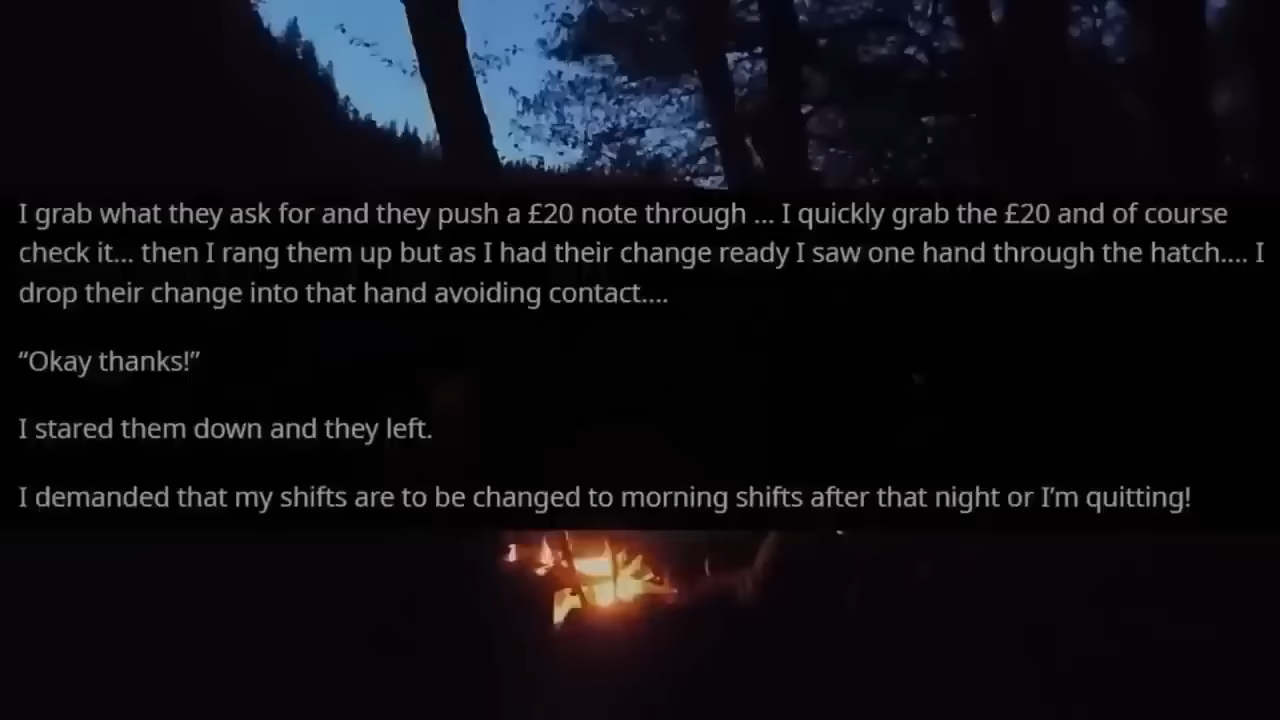 I grab what they ask for and they push a £20 note through ... I quickly grab the £20 and of course
check it... then I rang them up but as I had their change ready I saw one hand through the hatch.... I
drop their change into that hand avoiding contact....
“Okay thanks!”
I stared them down and they left.
I demanded that my shifts are to be changed to morning shifts after that night or I’m quitting!